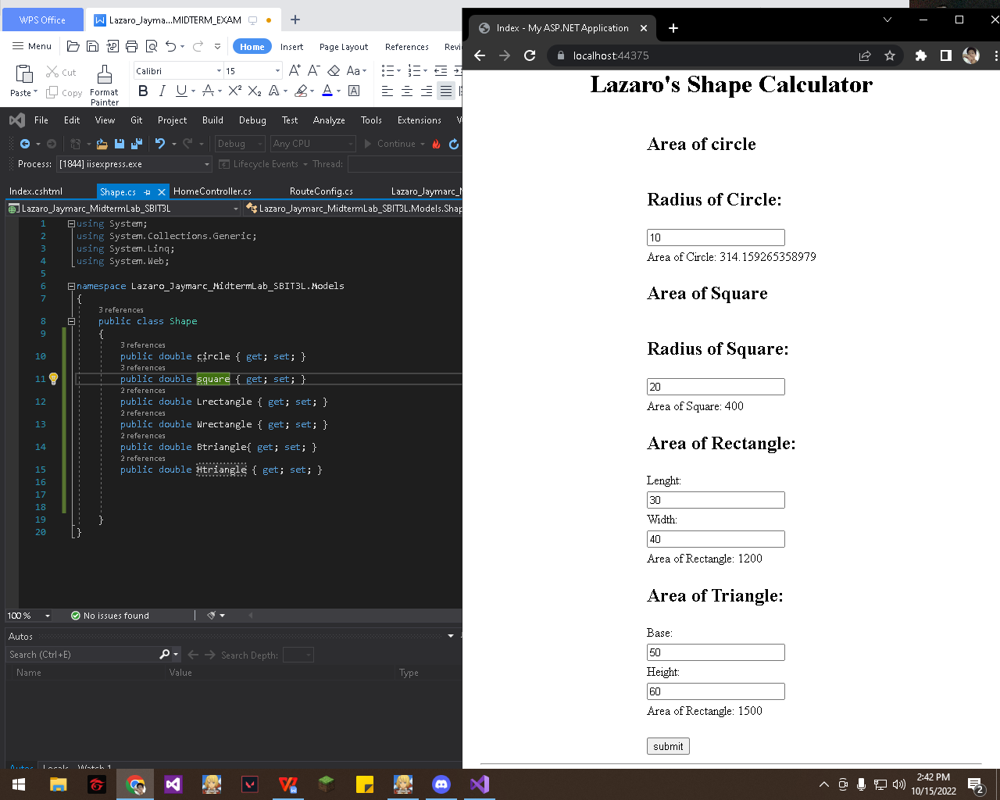 WPS Office
Lazaro_Jayma...MIDTERM_EXAM
Menu
Home
Insert
Page Layout
References
Calibri
15
Paste
Cut
Copy
Format
Painter
File
Edit
View
Git
Project
Build
Debug
Test
Analyze
Tools
Extensions
Debug
Any CPU
Continue
Process:
[1844] iisexpress.exe
Lifecycle Events
Thread:
Index.cshtml
Shape.cs
HomeController.cs
RouteConfig.cs
Lazaro_Jaymarc_MidtermLab_SBIT3L
Lazaro_Jaymarc_MidtermLab_SBIT3L.Models.Shap
1 using System;
2 using System.Collections.Generic;
3 using System.Linq;
4 using System.Web;
5
6 namespace Lazaro_Jaymarc_MidtermLab_SBIT3L.Models
7 {
3 references
8 public class Shape
9 {
3 references
10 public double circle { get; set; }
3 references
11 public double square { get; set; }
2 references
12 public double Lrectangle { get; set; }
2 references
13 public double Wrectangle { get; set; }
2 references
14 public double Btriangle{ get; set; }
2 references
15 public double Htriangle { get; set; }
16
17
18
19 }
20 }
100 %
No issues found
Autos
Search (Ctrl+E)
Search Depth:
Name
Value
Type
Autos
Locals
Watch 1
Index - My ASP.NET Application
localhost:44375
Lazaro's Shape Calculator
Area of circle
Radius of Circle:
10
Area of Circle: 314.159265358979
Area of Square
Radius of Square:
20
Area of Square: 400
Area of Rectangle:
Lenght:
30
Width:
40
Area of Rectangle: 1200
Area of Triangle:
Base:
50
Height:
60
Area of Rectangle: 1500
submit
2:42 PM
10/15/2022
2